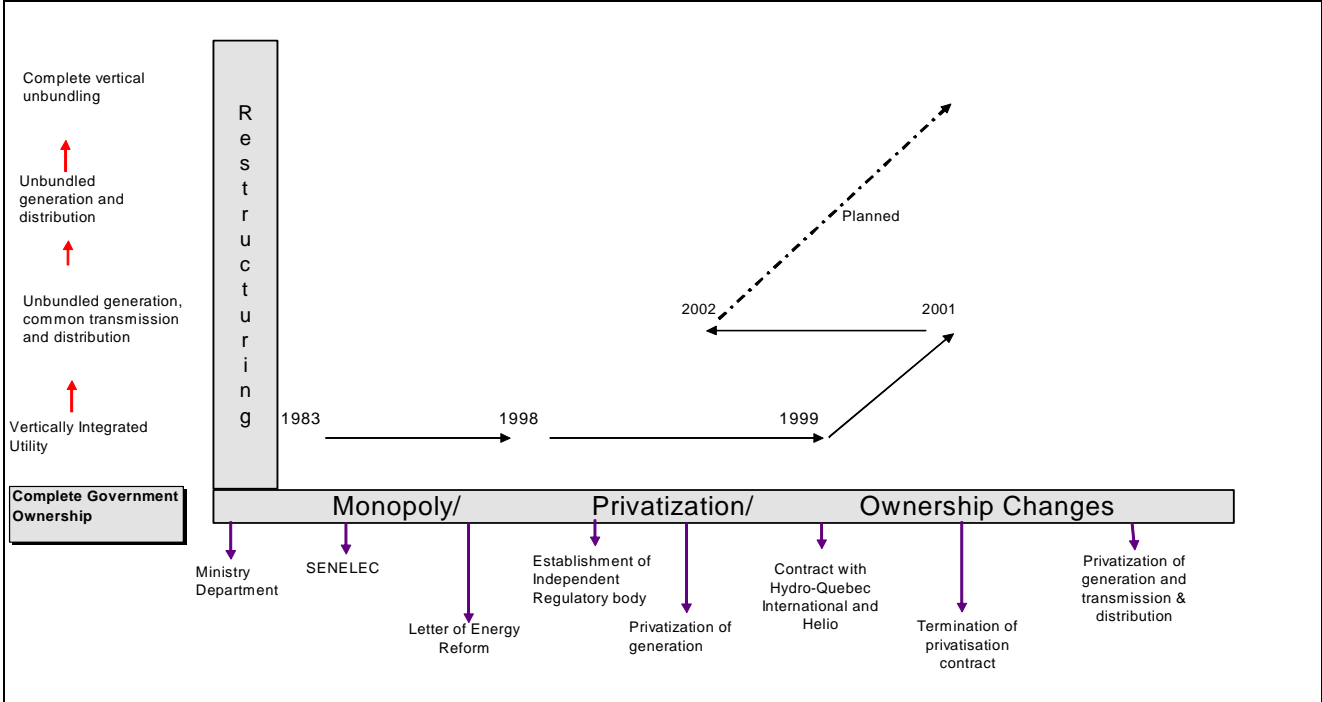 Complete vertical
unbundling
Unbundled
generation and
distribution
Unbundled generation,
common transmission
and distribution
Vertically Integrated
Utility
Complete Government
Ownership
Restructuring
Planned
2002
2001
1983
1998
1999
Monopoly/ Privatization/ Ownership Changes
Ministry
Department
SENELEC
Letter of Energy
Reform
Establishment of
Independent
Regulatory body
Privatization of
generation
Contract with
Hydro-Quebec
International and
Helio
Termination of
privatisation
contract
Privatization of
generation and
transmission &
distribution